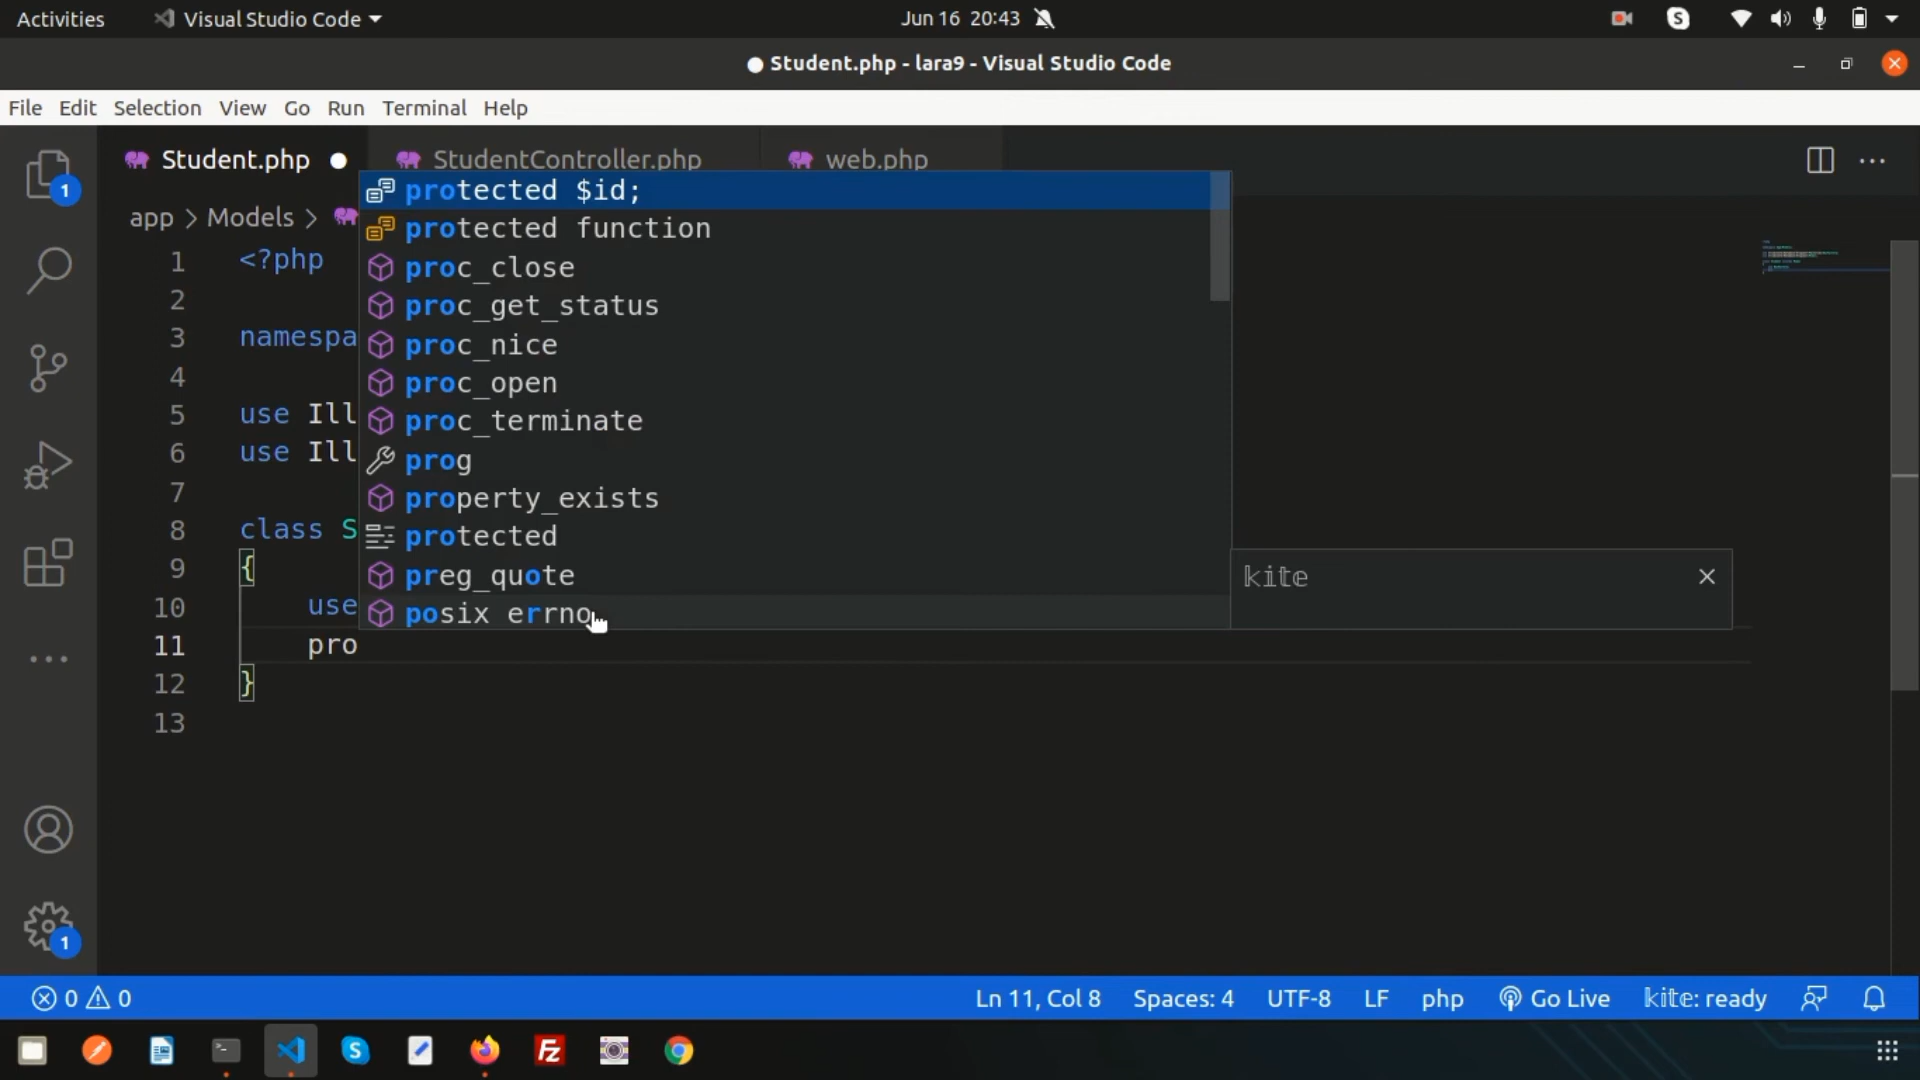 Activities
Visual Studio Code
Jun 16 20:43
Student.php - lara9 - Visual Studio Code
File Edit Selection View Go Run Terminal Help
Student.php
StudentController.php
web.php
app > Models >
1 <?php
2
3 namespa
4
5 use Ill
6 use Ill
7
8 class S
9 {
10 use
11 pro
12 }
13
protected $id;
protected function
proc_close
proc_get_status
proc_nice
proc_open
proc_terminate
prog
property_exists
protected
preg_quote
posix errno
kite
1
1
0 0
Ln 11, Col 8
Spaces: 4
UTF-8
LF
php
Go Live
kite: ready